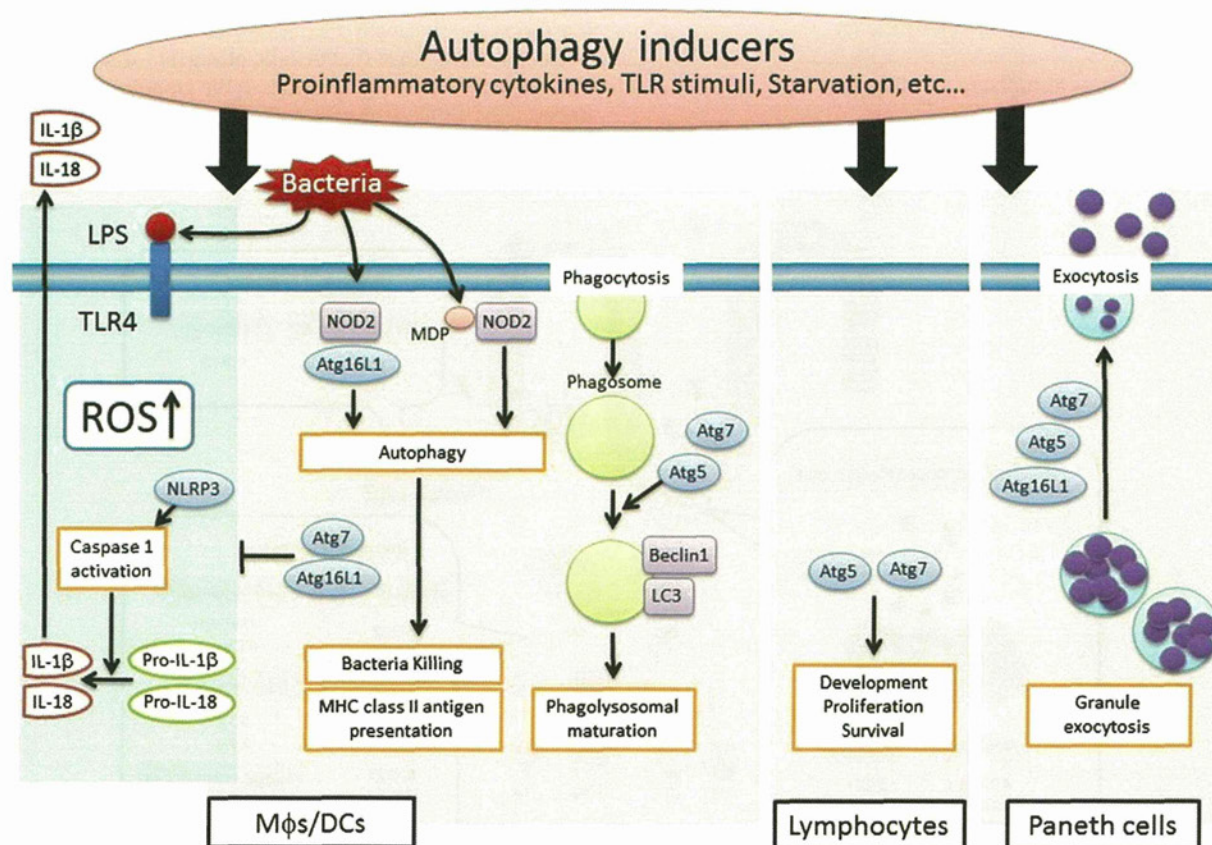 Autophagy inducers
Proinflammatory cytokines, TLR stimuli, Starvation, etc...
IL-1β
IL-18
Bacteria
LPS
TLR4
ROS
NLRP3
Caspase 1
activation
IL-1β
IL-18
Pro-IL-1β
Pro-IL-18
NOD2
Atg16L1
MDP
NOD2
Autophagy
Atg7
Atg16L1
Bacteria Killing
MHC class II antigen
presentation
Phagocytosis
Phagosome
Atg7
Atg5
Beclin1
LC3
Phagolysosomal
maturation
Atg5
Atg7
Development
Proliferation
Survival
Exocytosis
Atg7
Atg5
Atg16L1
Granule
exocytosis
Mϕs/DCs
Lymphocytes
Paneth cells